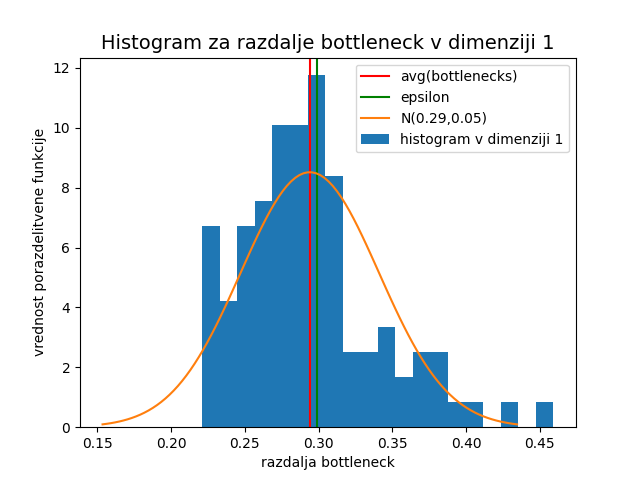 Histogram za razdalje bottleneck v dimenziji 1
avg(bottlenecks)
epsilon
N(0.29,0.05)
histogram v dimenziji 1
vrednost porazdelitvene funkcije
12
10
8
6
4
2
0
0.15 0.20 0.25 0.30 0.35 0.40 0.45
razdalja bottleneck